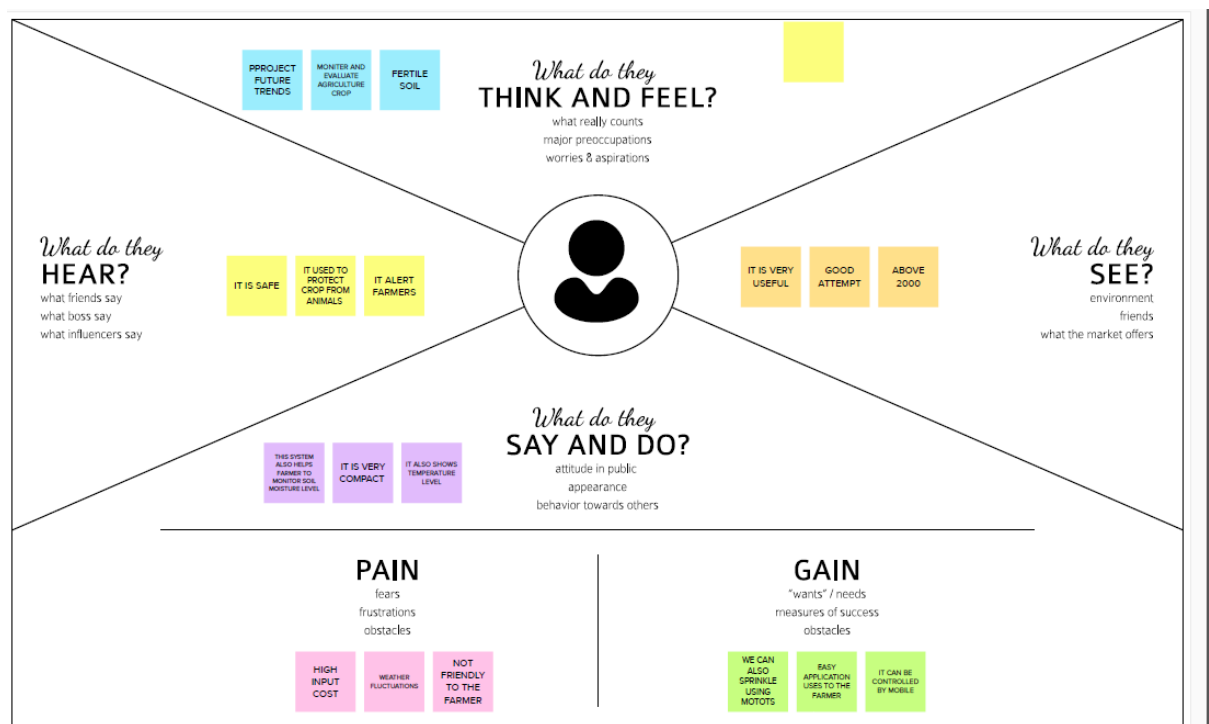 PPROJECT
FUTURE
TRENDS
MONITER AND
EVALUATE
AGRICULTURE
CROP
FERTILE
SOIL
What do they
THINK AND FEEL?
what really counts
major preoccupations
worries & aspirations
What do they
HEAR?
what friends say
what boss say
what influencers say
IT IS SAFE
IT USED TO
PROTECT
CROP FROM
ANIMALS
IT ALERT
FARMERS
IT IS VERY
USEFUL
GOOD
ATTEMPT
ABOVE
2000
What do they
SEE?
environment
friends
what the market offers
What do they
SAY AND DO?
attitude in public
appearance
behavior towards others
THIS SYSTEM
ALSO HELPS
FARMER TO
MONITOR SOIL
MOISTURE LEVEL
IT IS VERY
COMPACT
IT ALSO SHOWS
TEMPERATURE
LEVEL
PAIN
fears
frustrations
obstacles
HIGH
INPUT
COST
WEATHER
FLUCTUATIONS
NOT
FRIENDLY
TO THE
FARMER
GAIN
"wants" / needs
measures of success
obstacles
WE CAN
ALSO
SPRINKLE
USING
MOTOTS
EASY
APPLICATION
USES TO THE
FARMER
IT CAN BE
CONTROLLED
BY MOBILE